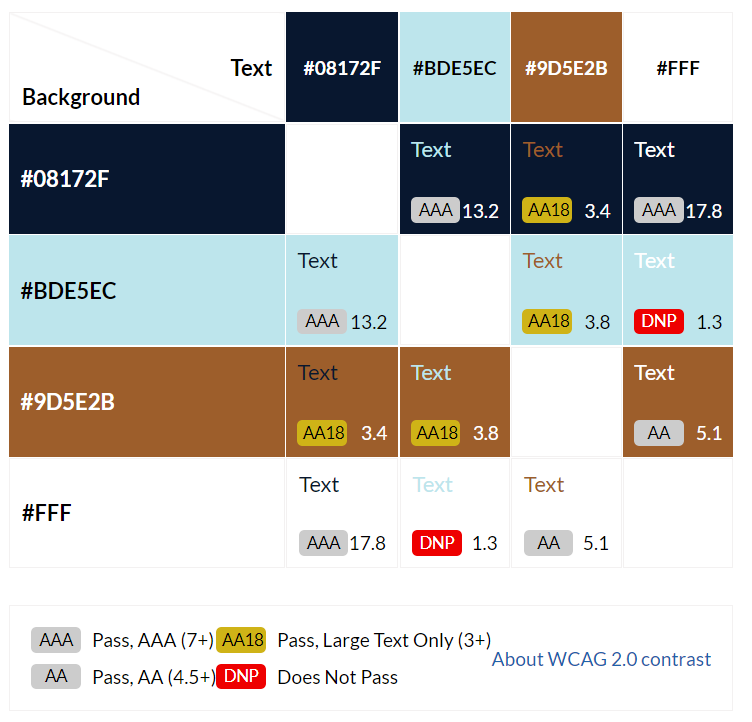 Text #08172F #BDE5EC #9D5E2B #FFF
Background
#08172F Text Text Text
AAA 13.2 AA18 3.4 AAA 17.8
#BDE5EC Text Text Text
AAA 13.2 AA18 3.8 DNP 1.3
#9D5E2B Text Text Text
AA18 3.4 AA18 3.8 AA 5.1
#FFF Text Text Text
AAA 17.8 DNP 1.3 AA 5.1
AAA Pass, AAA (7+) AA18 Pass, Large Text Only (3+)
About WCAG 2.0 contrast
AA Pass, AA (4.5+) DNP Does Not Pass